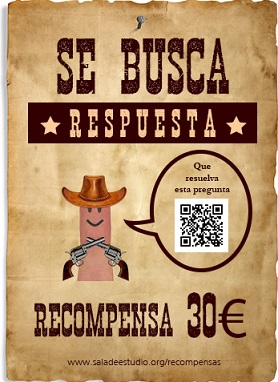 SE BUSCA
RESPUESTA
Que
resuelva
esta pregunta
RECOMPENSA 30€
www.saladeestudio.org/recompensas